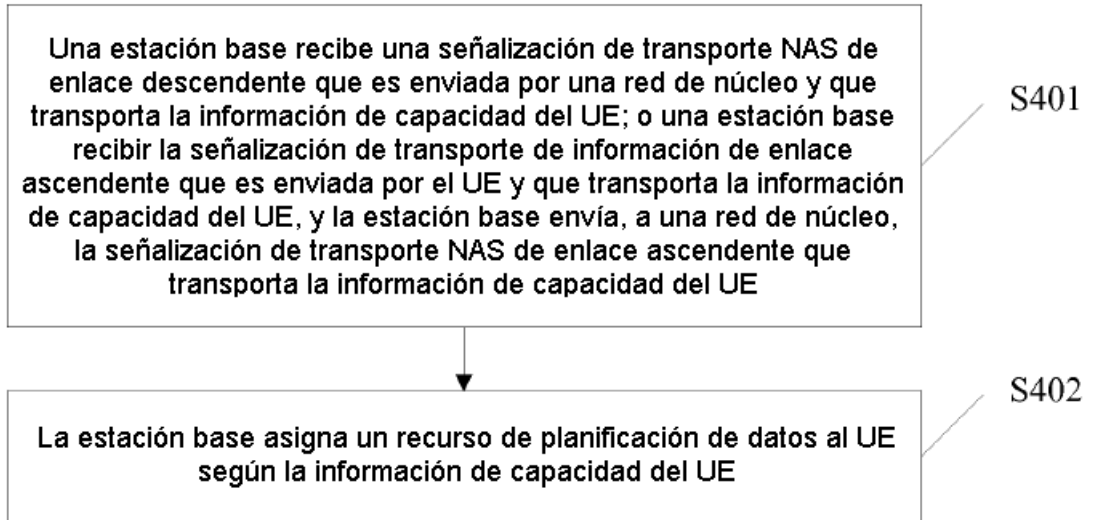 Una estación base recibe una señalización de transporte NAS de
enlace descendente que es enviada por una red de núcleo y que
transporta la información de capacidad del UE; o una estación base
recibir la señalización de transporte de información de enlace
ascendente que es enviada por el UE y que transporta la información
de capacidad del UE, y la estación base envía, a una red de núcleo,
la señalización de transporte NAS de enlace ascendente que
transporta la información de capacidad del UE
S401
La estación base asigna un recurso de planificación de datos al UE
según la información de capacidad del UE
S402